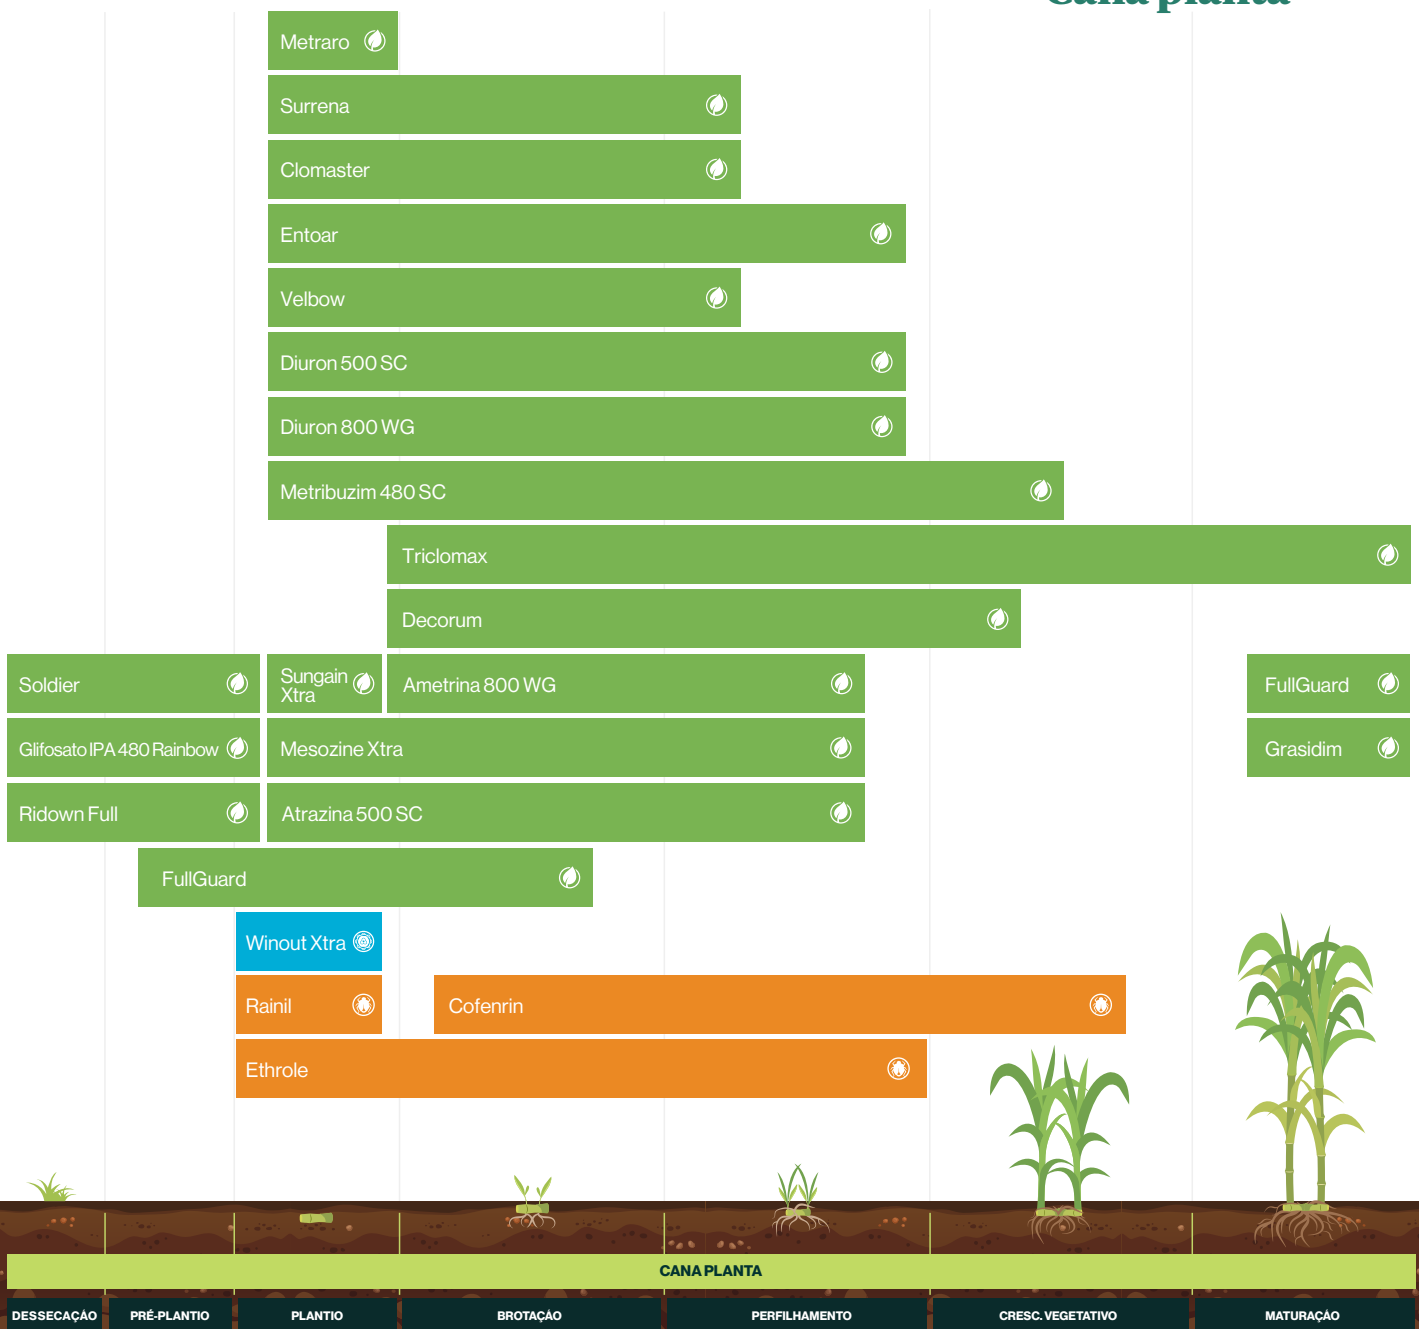 Cana planta
Metraro
Surrena
Clomaster
Entoar
Velbow
Diuron 500 SC
Diuron 800 WG
Metribuzim 480 SC
Triclomax
Decorum
Soldier
Sungain
Xtra
Ametrina 800 WG
FullGuard
Glifosato IPA 480 Rainbow
Mesozine Xtra
Grasidim
Ridown Full
Atrazina 500 SC
FullGuard
Winout Xtra
Rainil
Cofenrin
Ethrole
CANA PLANTA
DESSECAÇÃO
PRÉ-PLANTIO
PLANTIO
BROTAÇÃO
PERFILHAMENTO
CRESC. VEGETATIVO
MATURAÇÃO